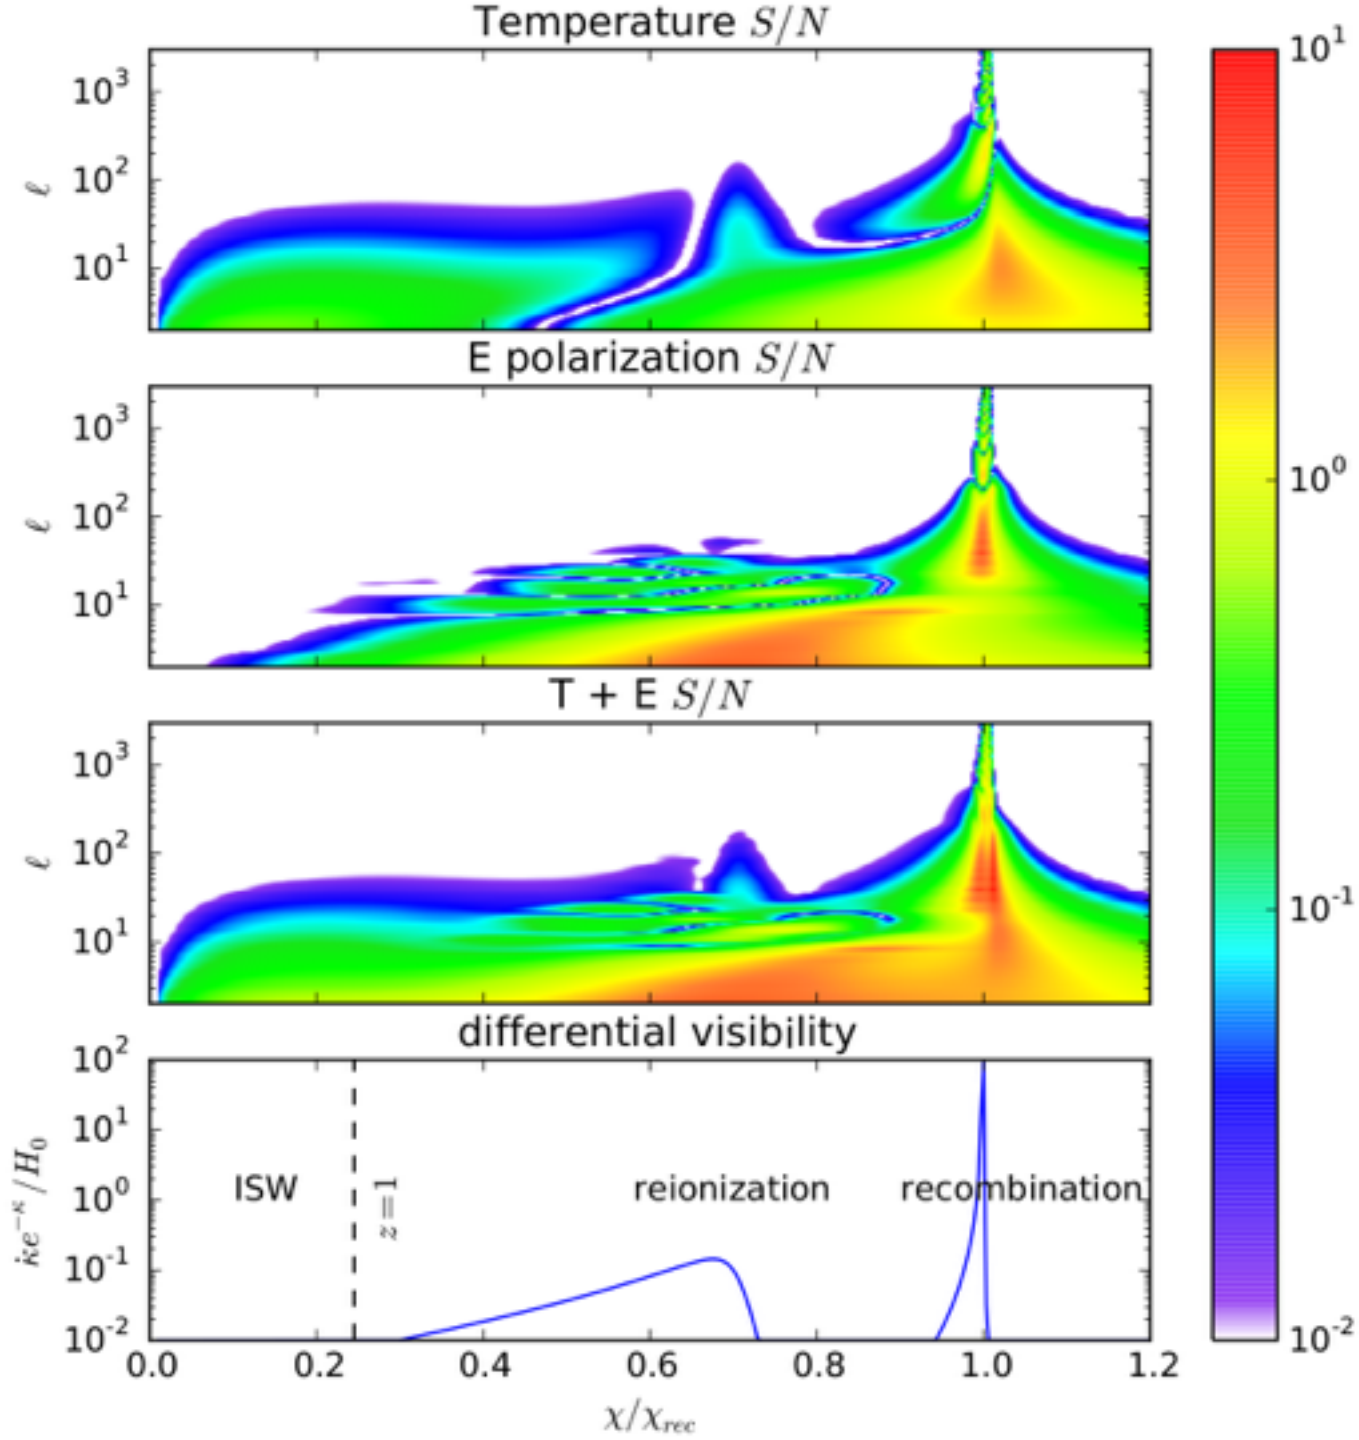 Temperature S/N
10³
10²
10¹
ℓ
E polarization S/N
10³
10²
10¹
ℓ
T + E S/N
10³
10²
10¹
ℓ
differential visibility
10²
10¹
10⁰
10⁻¹
10⁻²
κ̇e⁻ᵏ/H₀
ISW
z=1
reionization
recombination
0.0 0.2 0.4 0.6 0.8 1.0 1.2
χ/χrec
10¹
10⁰
10⁻¹
10⁻²